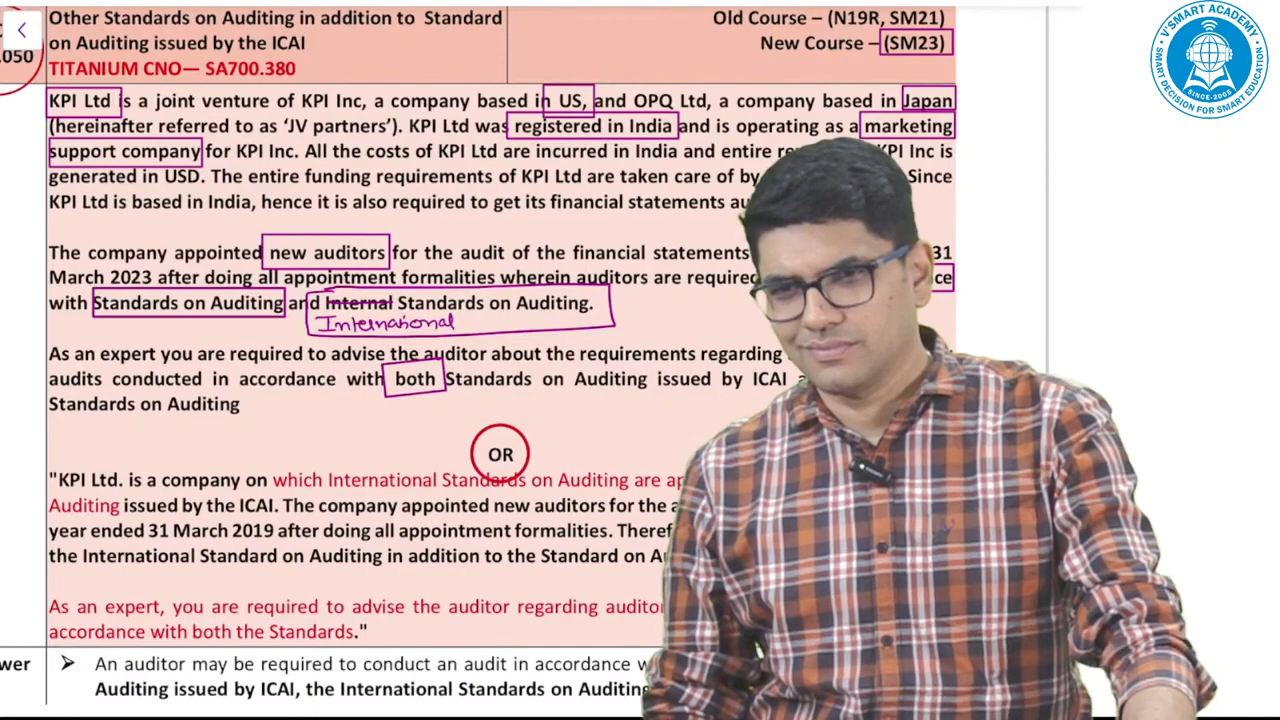 Other Standards on Auditing in addition to Standard
on Auditing issued by the ICAI
TITANIUM CNO— SA700.380
Old Course – (N19R, SM21)
New Course – (SM23)
.050
KPI Ltd is a joint venture of KPI Inc, a company based in US, and OPQ Ltd, a company based in Japan
(hereinafter referred to as ‘JV partners’). KPI Ltd was registered in India and is operating as a marketing
support company for KPI Inc. All the costs of KPI Ltd are incurred in India and entire KPI Inc is
generated in USD. The entire funding requirements of KPI Ltd are taken care of by Since
KPI Ltd is based in India, hence it is also required to get its financial statements
The company appointed new auditors for the audit of the financial statements 31
March 2023 after doing all appointment formalities wherein auditors are required
with Standards on Auditing and Internal Standards on Auditing.
International
As an expert you are required to advise the auditor about the requirements regarding
audits conducted in accordance with both Standards on Auditing issued by ICAI
Standards on Auditing
OR
"KPI Ltd. is a company on which International Standards on Auditing are
Auditing issued by the ICAI. The company appointed new auditors for the
year ended 31 March 2019 after doing all appointment formalities.
the International Standard on Auditing in addition to the Standard on
As an expert, you are required to advise the auditor regarding
accordance with both the Standards."
➢ An auditor may be required to conduct an audit in accordance
Auditing issued by ICAI, the International Standards on Auditing
V'SMART ACADEMY
SINCE-2005
SMART DECISION FOR SMART EDUCATION